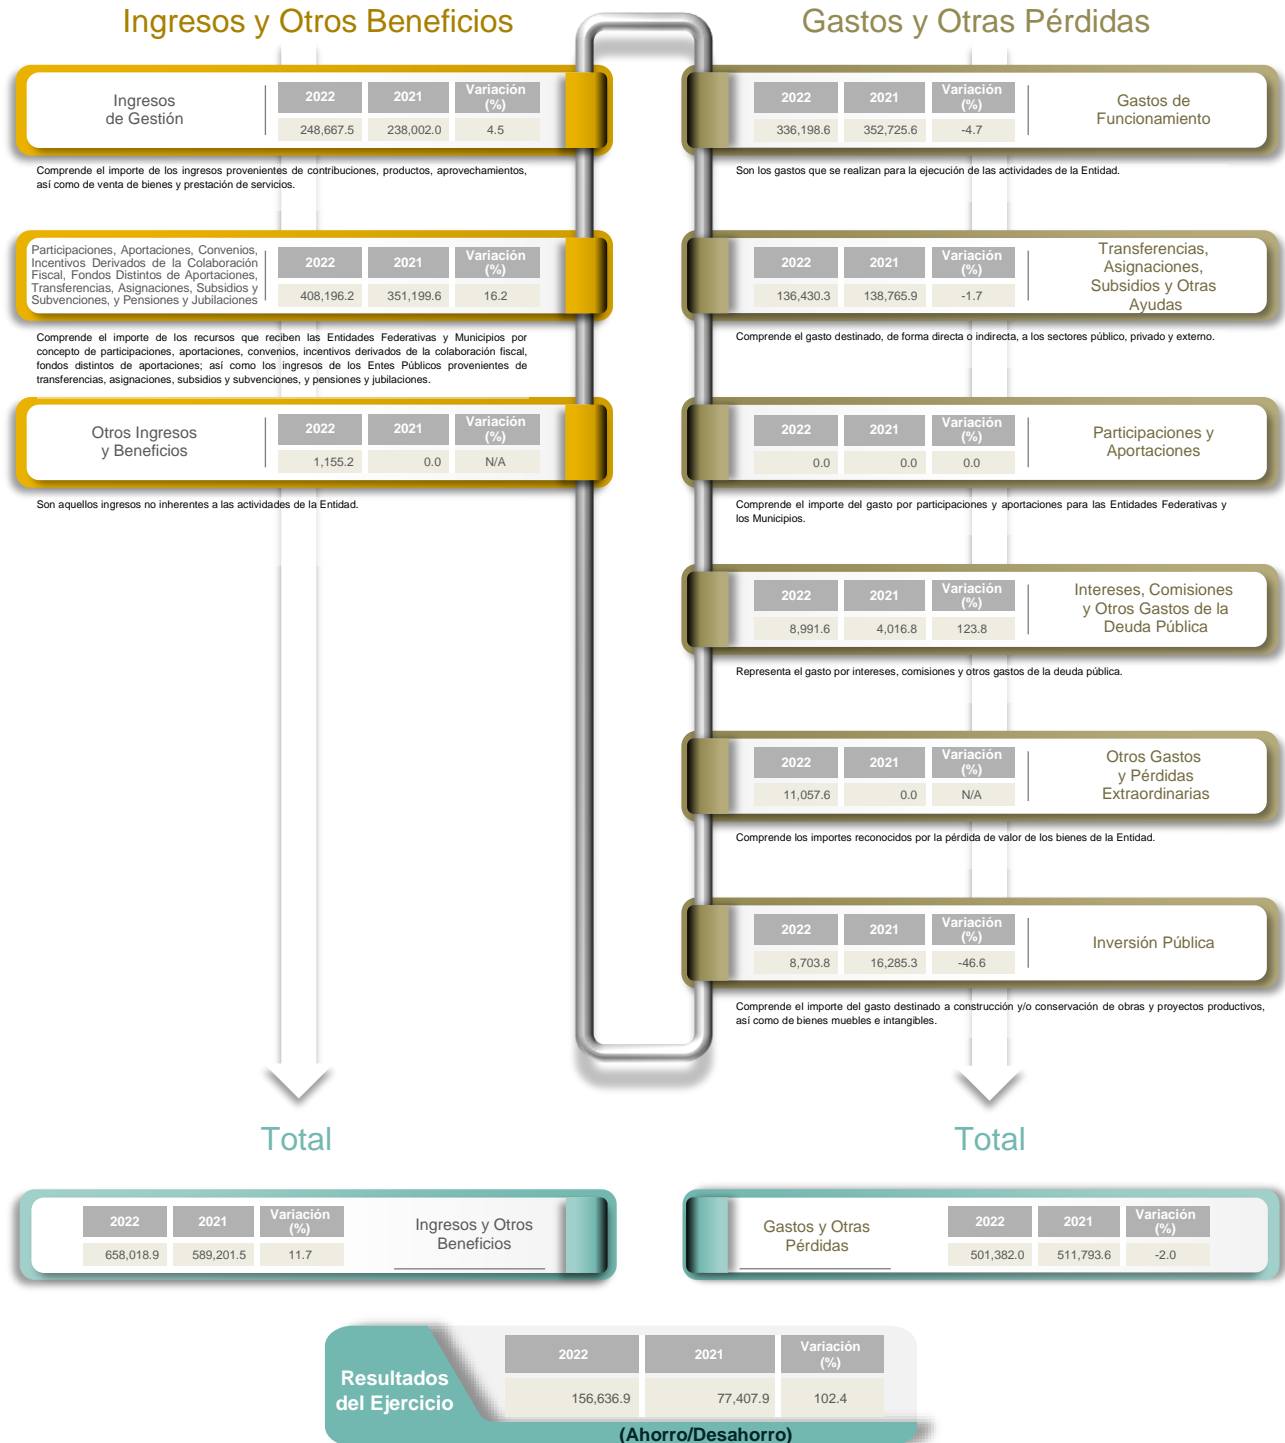 Ingresos y Otros Beneficios
Ingresos
de Gestión
2022 2021 Variación (%)
248,667.5 238,002.0 4.5
Comprende el importe de los ingresos provenientes de contribuciones, productos, aprovechamientos,
así como de venta de bienes y prestación de servicios.
Participaciones, Aportaciones, Convenios,
Incentivos Derivados de la Colaboración
Fiscal, Fondos Distintos de Aportaciones,
Transferencias, Asignaciones, Subsidios y
Subvenciones, y Pensiones y Jubilaciones
2022 2021 Variación (%)
408,196.2 351,199.6 16.2
Comprende el importe de los recursos que reciben las Entidades Federativas y Municipios por
concepto de participaciones, aportaciones, convenios, incentivos derivados de la colaboración fiscal,
fondos distintos de aportaciones; así como los ingresos de los Entes Públicos provenientes de
transferencias, asignaciones, subsidios y subvenciones, y pensiones y jubilaciones.
Otros Ingresos
y Beneficios
2022 2021 Variación (%)
1,155.2 0.0 N/A
Son aquellos ingresos no inherentes a las actividades de la Entidad.
Gastos y Otras Pérdidas
2022 2021 Variación (%)
336,198.6 352,725.6 -4.7
Gastos de
Funcionamiento
Son los gastos que se realizan para la ejecución de las actividades de la Entidad.
2022 2021 Variación (%)
136,430.3 138,765.9 -1.7
Transferencias,
Asignaciones,
Subsidios y Otras
Ayudas
Comprende el gasto destinado, de forma directa o indirecta, a los sectores público, privado y externo.
2022 2021 Variación (%)
0.0 0.0 0.0
Participaciones y
Aportaciones
Comprende el importe del gasto por participaciones y aportaciones para las Entidades Federativas y
los Municipios.
2022 2021 Variación (%)
8,991.6 4,016.8 123.8
Intereses, Comisiones
y Otros Gastos de la
Deuda Pública
Representa el gasto por intereses, comisiones y otros gastos de la deuda pública.
2022 2021 Variación (%)
11,057.6 0.0 N/A
Otros Gastos
y Pérdidas
Extraordinarias
Comprende los importes reconocidos por la pérdida de valor de los bienes de la Entidad.
2022 2021 Variación (%)
8,703.8 16,285.3 -46.6
Inversión Pública
Comprende el importe del gasto destinado a construcción y/o conservación de obras y proyectos productivos,
así como de bienes muebles e intangibles.
Total
2022 2021 Variación (%)
658,018.9 589,201.5 11.7
Ingresos y Otros
Beneficios
Total
Gastos y Otras
Pérdidas
2022 2021 Variación (%)
501,382.0 511,793.6 -2.0
Resultados
del Ejercicio
2022 2021 Variación (%)
156,636.9 77,407.9 102.4
(Ahorro/Desahorro)